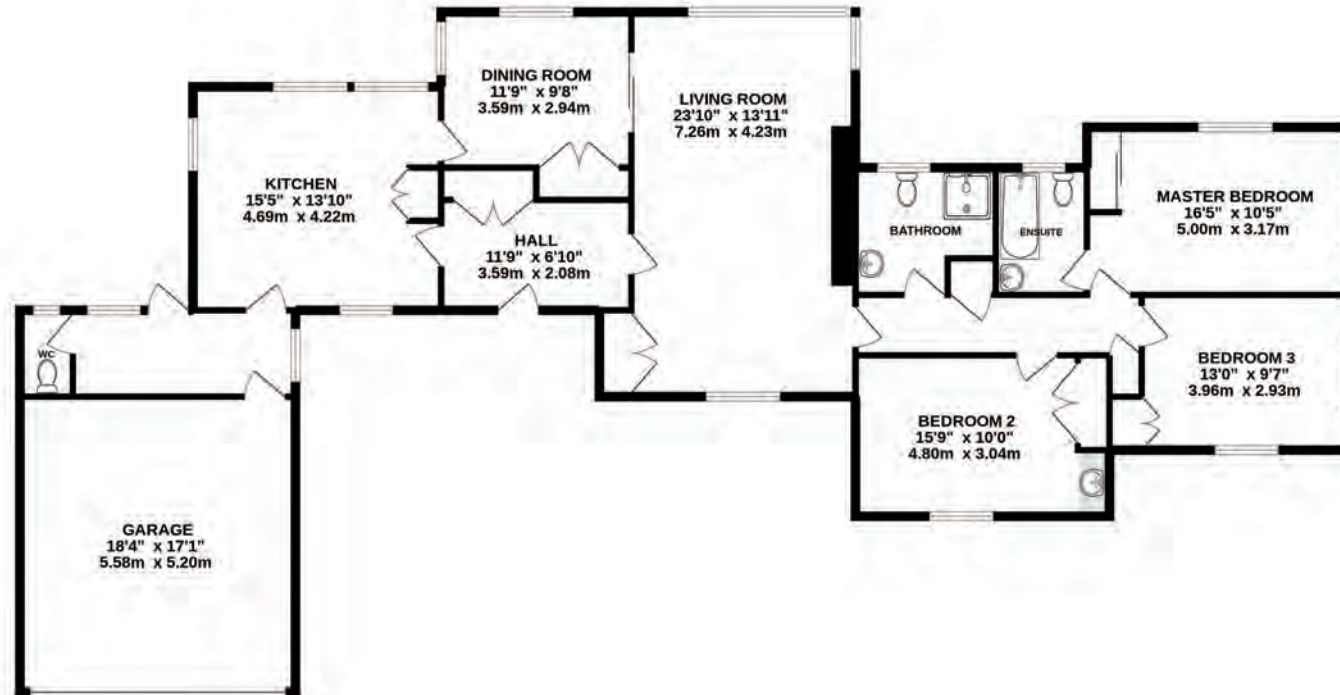 DINING ROOM
11'9" x 9'8"
3.59m x 2.94m
LIVING ROOM
23'10" x 13'11"
7.26m x 4.23m
KITCHEN
15'5" x 13'10"
4.69m x 4.22m
HALL
11'9" x 6'10"
3.59m x 2.08m
BATHROOM
ENSUITE
MASTER BEDROOM
16'5" x 10'5"
5.00m x 3.17m
WC
BEDROOM 3
13'0" x 9'7"
3.96m x 2.93m
BEDROOM 2
15'9" x 10'0"
4.80m x 3.04m
GARAGE
18'4" x 17'1"
5.58m x 5.20m